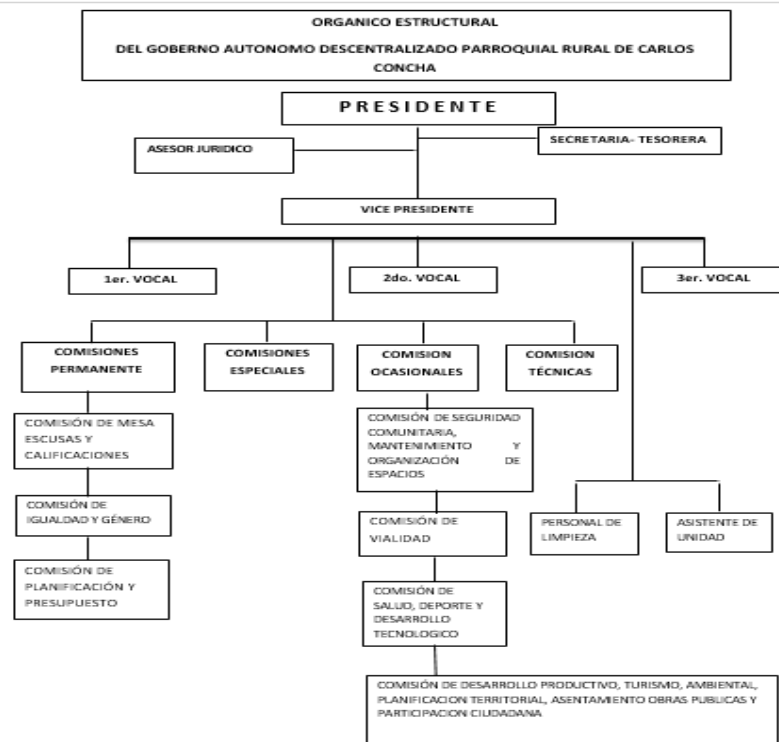 ORGANICO ESTRUCTURAL
DEL GOBERNO AUTONOMO DESCENTRALIZADO PARROQUIAL RURAL DE CARLOS
CONCHA
PRESIDENTE
ASESOR JURIDICO
SECRETARIA- TESORERA
VICE PRESIDENTE
1er. VOCAL
2do. VOCAL
3er. VOCAL
COMISIONES
PERMANENTE
COMISIONES
ESPECIALES
COMISION
OCASIONALES
COMISION
TÉCNICAS
COMISIÓN DE MESA
ESCUSAS Y
CALIFICACIONES
COMISIÓN DE
IGUALDAD Y GÉNERO
COMISIÓN DE
PLANIFICACIÓN Y
PRESUPUESTO
COMISIÓN DE SEGURIDAD
COMUNITARIA,
MANTENIMIENTO Y
ORGANIZACIÓN DE
ESPACIOS
COMISIÓN DE
VIALIDAD
COMISIÓN DE
SALUD, DEPORTE Y
DESARROLLO
TECNOLOGICO
COMISIÓN DE DESARROLLO PRODUCTIVO, TURISMO, AMBIENTAL,
PLANIFICACION TERRITORIAL, ASENTAMIENTO OBRAS PUBLICAS Y
PARTICIPACION CIUDADANA
PERSONAL DE
LIMPIEZA
ASISTENTE DE
UNIDAD